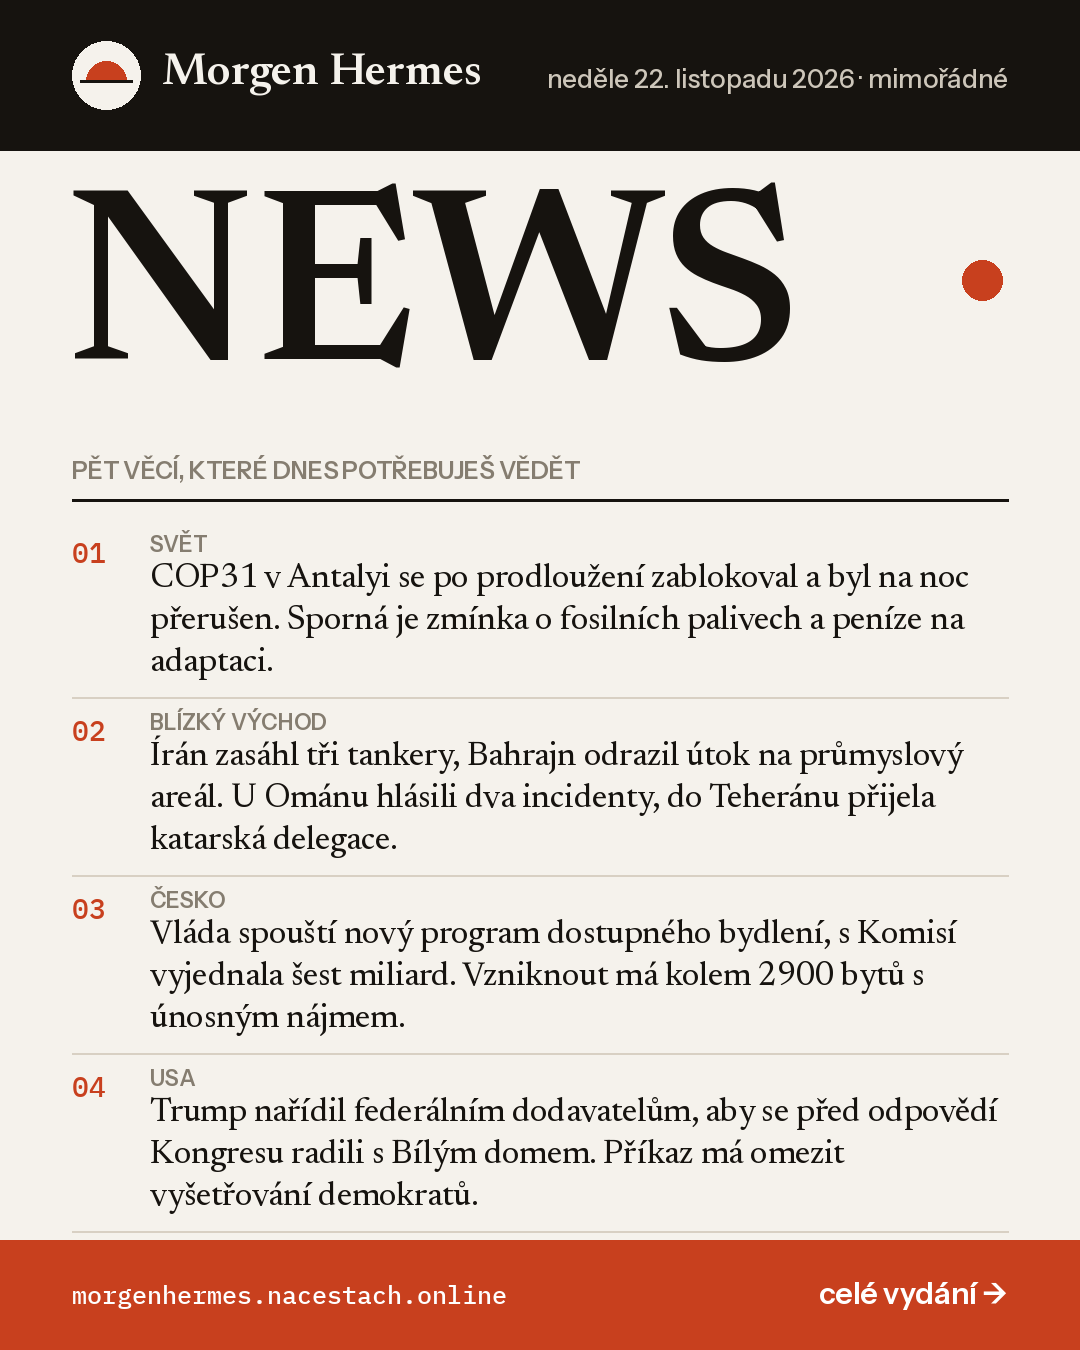 Morgen Hermes
neděle 22. listopadu 2026 · mimořádné
NEWS
PĚT VĚCÍ, KTERÉ DNES POTŘEBUJEŠ VĚDĚT
01
SVĚT
COP31 v Antalyi se po prodloužení zablokoval a byl na noc
přerušen. Sporná je zmínka o fosilních palivech a peníze na
adaptaci.
02
BLÍZKÝ VÝCHOD
Írán zasáhl tři tankery, Bahrajn odrazil útok na průmyslový
areál. U Ománu hlásili dva incidenty, do Teheránu přijela
katarská delegace.
03
ČESKO
Vláda spouští nový program dostupného bydlení, s Komisí
vyjednala šest miliard. Vzniknout má kolem 2900 bytů s
únosným nájmem.
04
USA
Trump nařídil federálním dodavatelům, aby se před odpovědí
Kongresu radili s Bílým domem. Příkaz má omezit
vyšetřování demokratů.
morgenhermes.nacestach.online
celé vydání →